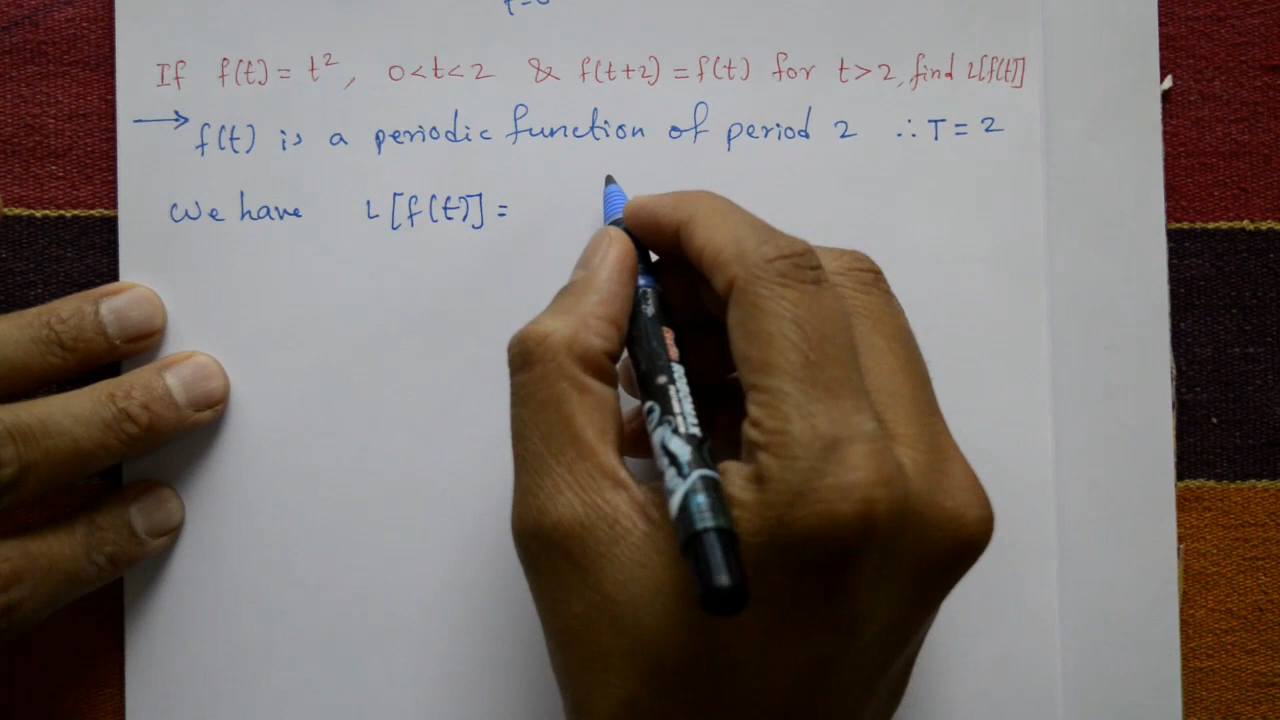 If f(t) = t², 0<t<2 & f(t+2) = f(t) for t>2, find L[f(t)]
→ f(t) is a periodic function of period 2 ∴ T = 2
We have L[f(t)] =